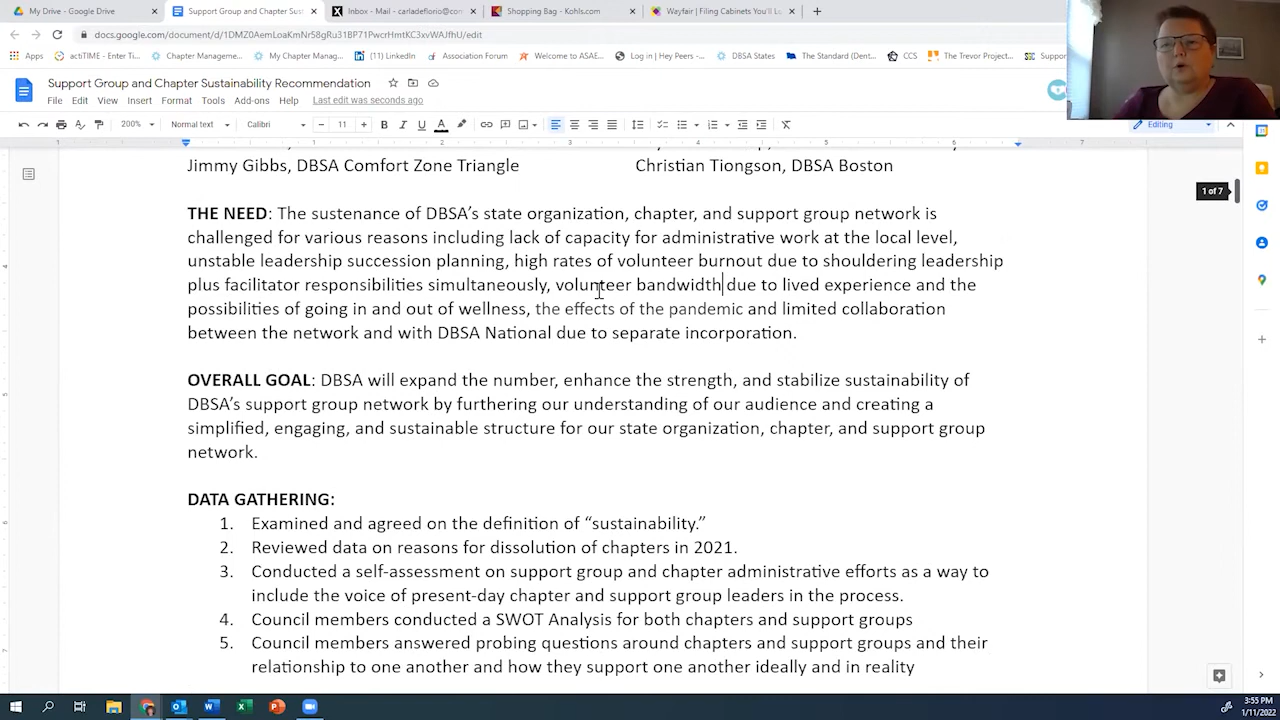 My Drive - Google Drive
Support Group and Chapter Sus
Inbox - Mail - carladeflorio@co
Shopping Bag - Kohls.com
Wayfair | Filing Cabinets You'll L
docs.google.com/document/d/1DMZ0AemLoaKmNr58gRu31BP71PwcrHmtKC3xvWAJfhU/edit
Apps
actiTIME - Enter Ti...
Chapter Manageme...
My Chapter Manag...
(11) LinkedIn
Association Forum
Welcome to ASAE...
Log in | Hey Peers -...
DBSA States
The Standard (Dent...
CCS
The Trevor Project...
Support Group and Chapter Sustainability Recommendation
File Edit View Insert Format Tools Add-ons Help Last edit was seconds ago
200% Normal text Calibri 11 Editing
1 1 2 3 4 5 6 7
Jimmy Gibbs, DBSA Comfort Zone Triangle Christian Tiongson, DBSA Boston
1 of 7
THE NEED: The sustenance of DBSA's state organization, chapter, and support group network is
challenged for various reasons including lack of capacity for administrative work at the local level,
unstable leadership succession planning, high rates of volunteer burnout due to shouldering leadership
plus facilitator responsibilities simultaneously, volunteer bandwidth due to lived experience and the
possibilities of going in and out of wellness, the effects of the pandemic and limited collaboration
between the network and with DBSA National due to separate incorporation.
OVERALL GOAL: DBSA will expand the number, enhance the strength, and stabilize sustainability of
DBSA's support group network by furthering our understanding of our audience and creating a
simplified, engaging, and sustainable structure for our state organization, chapter, and support group
network.
DATA GATHERING:
1. Examined and agreed on the definition of “sustainability.”
2. Reviewed data on reasons for dissolution of chapters in 2021.
3. Conducted a self-assessment on support group and chapter administrative efforts as a way to
include the voice of present-day chapter and support group leaders in the process.
4. Council members conducted a SWOT Analysis for both chapters and support groups
5. Council members answered probing questions around chapters and support groups and their
relationship to one another and how they support one another ideally and in reality
3:55 PM
1/11/2022